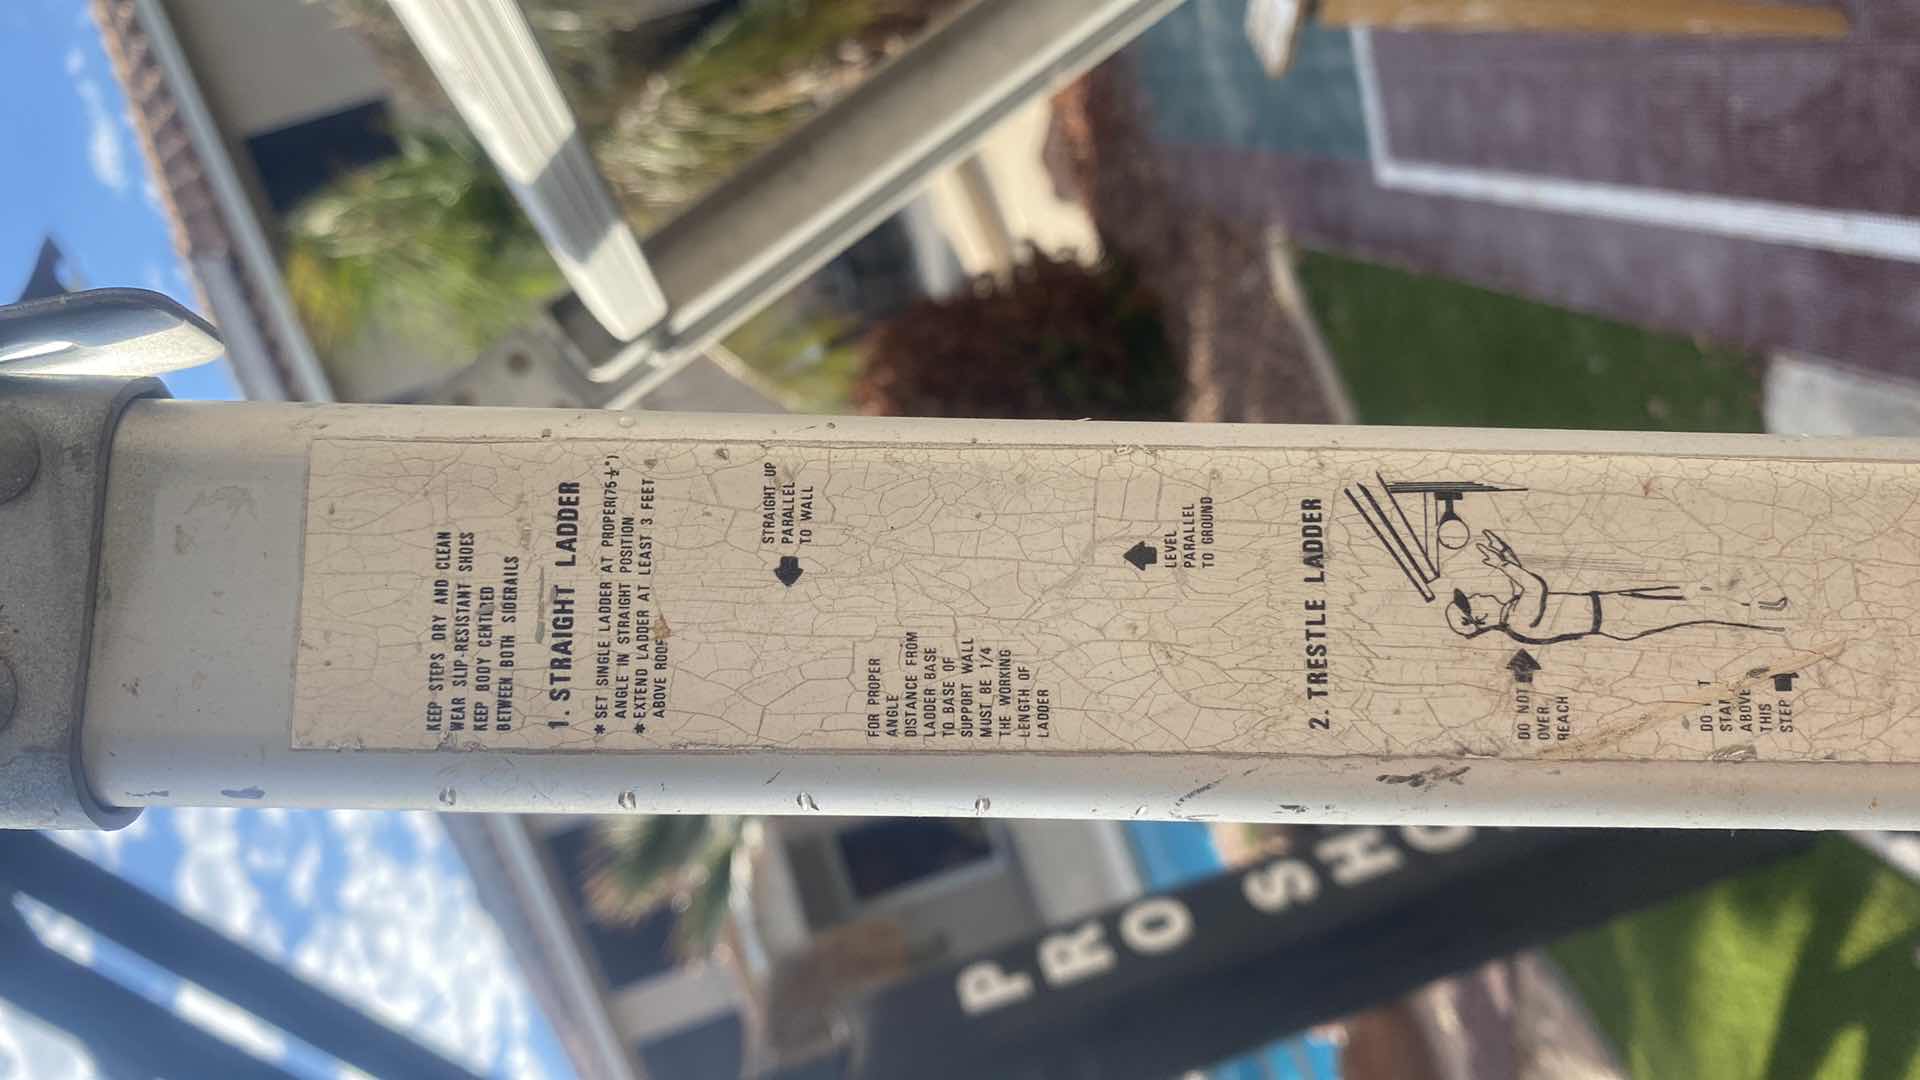 KEEP STEPS DRY AND CLEAN
WEAR SLIP-RESISTANT SHOES
KEEP BODY CENTERED
BETWEEN BOTH SIDERAILS
1. STRAIGHT LADDER
* SET SINGLE LADDER AT PROPER(75½°)
ANGLE IN STRAIGHT POSITION
* EXTEND LADDER AT LEAST 3 FEET
ABOVE ROOF
STRAIGHT UP
PARALLEL
TO WALL
FOR PROPER
ANGLE
DISTANCE FROM
LADDER BASE
TO BASE OF
SUPPORT WALL
MUST BE 1/4
THE WORKING
LENGTH OF
LADDER
LEVEL
PARALLEL
TO GROUND
2. TRESTLE LADDER
DO NOT
OVER
REACH
DO
ABOVE
THIS
STEP
PRO SHO